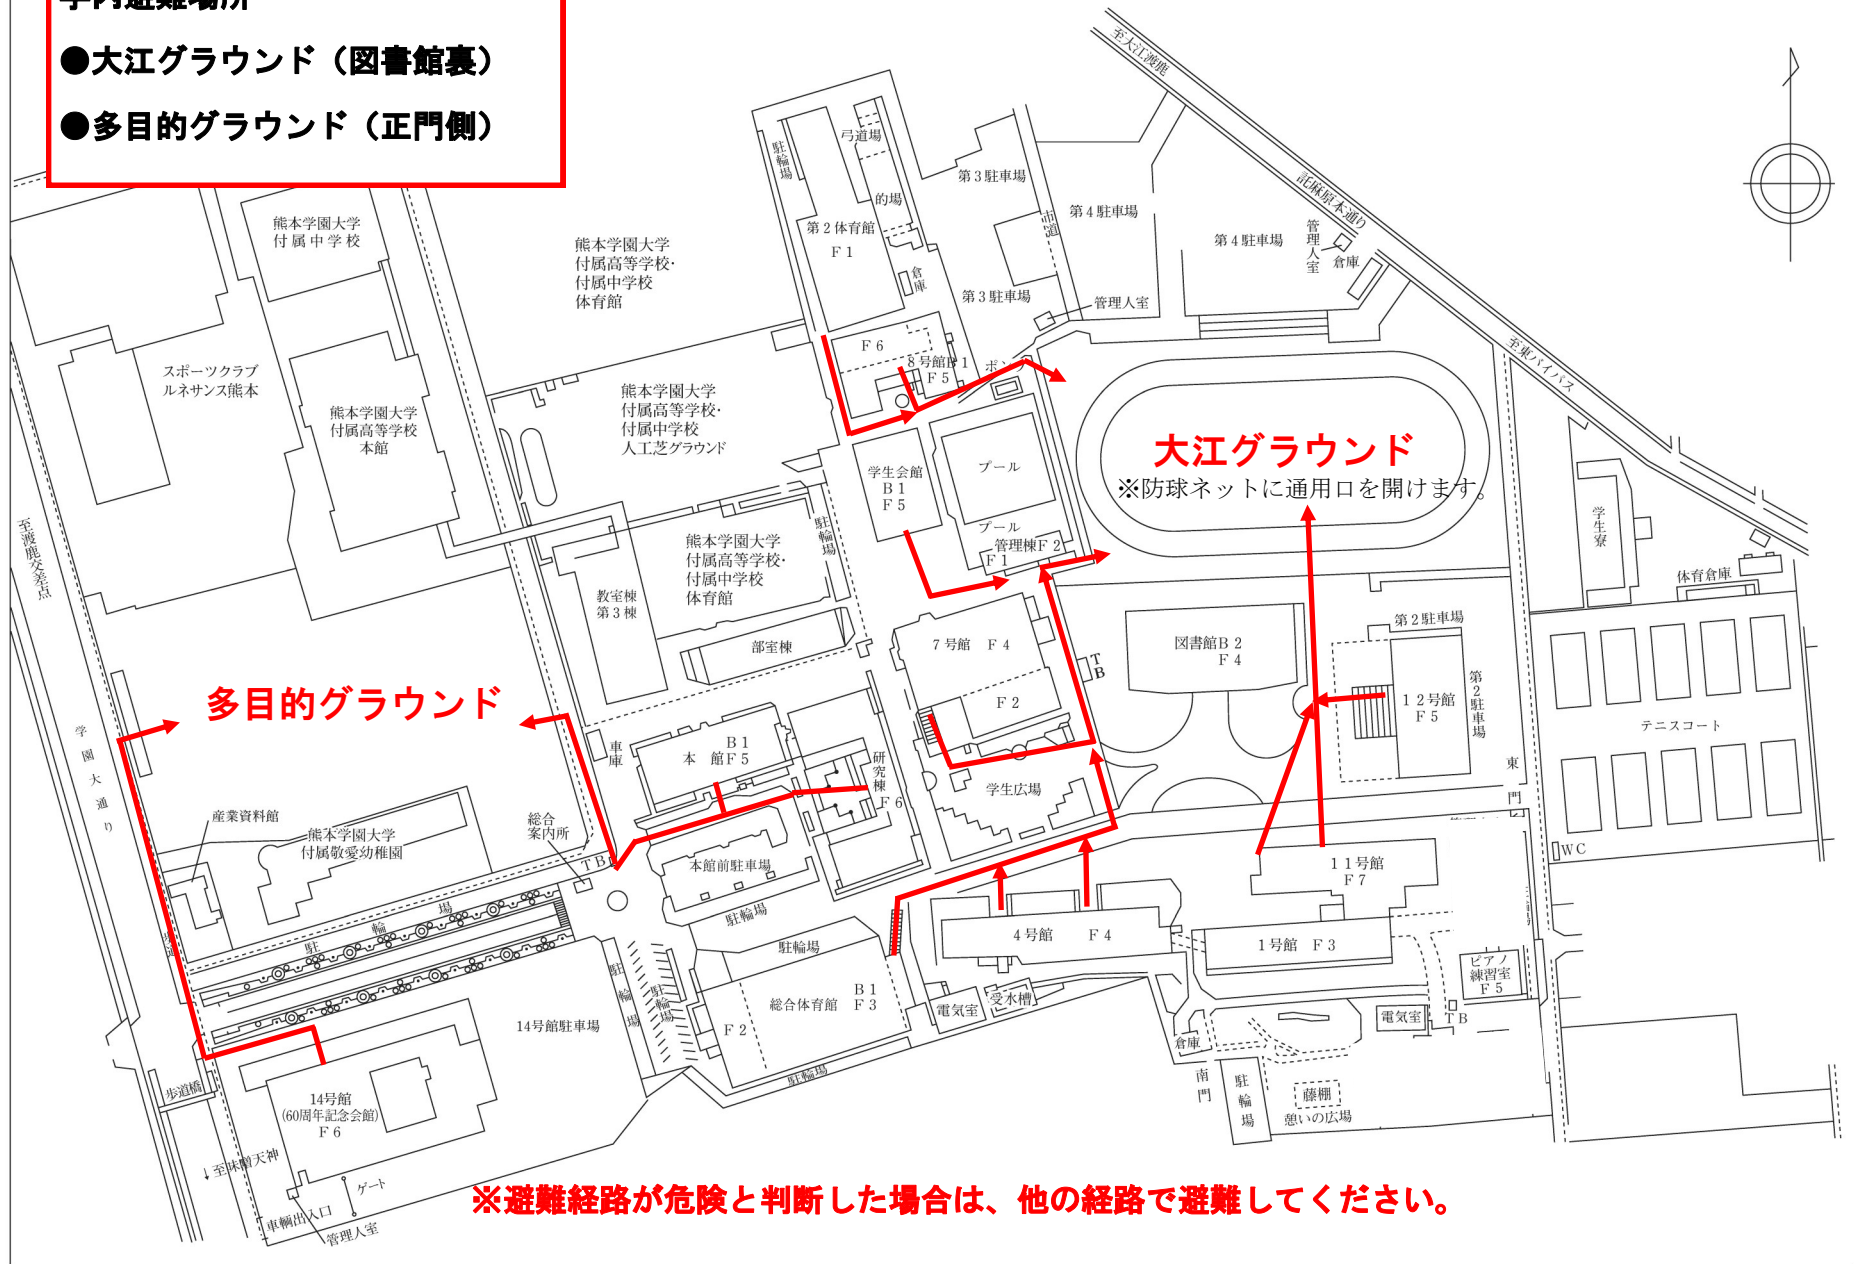 学内避難場所
●大江グラウンド（図書館裏）
●多目的グラウンド（正門側）
至大江渡鹿
託麻原本通り
至東バイパス
駐輪場
弓道場
的場
第２体育館
Ｆ１
倉庫
第３駐車場
第３駐車場
市道
第４駐車場
第４駐車場
管理人室
倉庫
管理人室
熊本学園大学
付属中学校
熊本学園大学
付属高等学校・
付属中学校
体育館
スポーツクラブ
ルネサンス熊本
熊本学園大学
付属高等学校
本館
熊本学園大学
付属高等学校・
付属中学校
人工芝グラウンド
Ｆ６
８号館Ｂ１
Ｆ５
ポンプ
学生会館
Ｂ１
Ｆ５
プール
プール
管理棟Ｆ２
Ｆ１
大江グラウンド
※防球ネットに通用口を開けます。
学生寮
体育倉庫
テニスコート
ＷＣ
至渡鹿交差点
学園大通り
歩道
熊本学園大学
付属高等学校・
付属中学校
体育館
駐輪場
教室棟
第３棟
部室棟
７号館　Ｆ４
Ｆ２
ＴＢ
図書館Ｂ２
Ｆ４
第２駐車場
１２号館
Ｆ５
第２駐車場
東門
多目的グラウンド
車庫
Ｂ１
本　館Ｆ５
研究棟
Ｆ６
学生広場
産業資料館
熊本学園大学
付属敬愛幼稚園
総合
案内所
ＴＢ
本館前駐車場
駐輪場
駐輪場
駐輪場
１１号館
Ｆ７
４号館　Ｆ４
１号館　Ｆ３
ピアノ
練習室
Ｆ５
電気室
ＴＢ
駐輪場
駐輪場
総合体育館
Ｂ１
Ｆ３
Ｆ２
駐輪場
電気室
受水槽
倉庫
南門
駐輪場
藤棚
憩いの広場
14号館駐車場
14号館
(60周年記念会館)
Ｆ６
歩道橋
↓至味噌天神
ゲート
車輌出入口
管理人室
※避難経路が危険と判断した場合は、他の経路で避難してください。